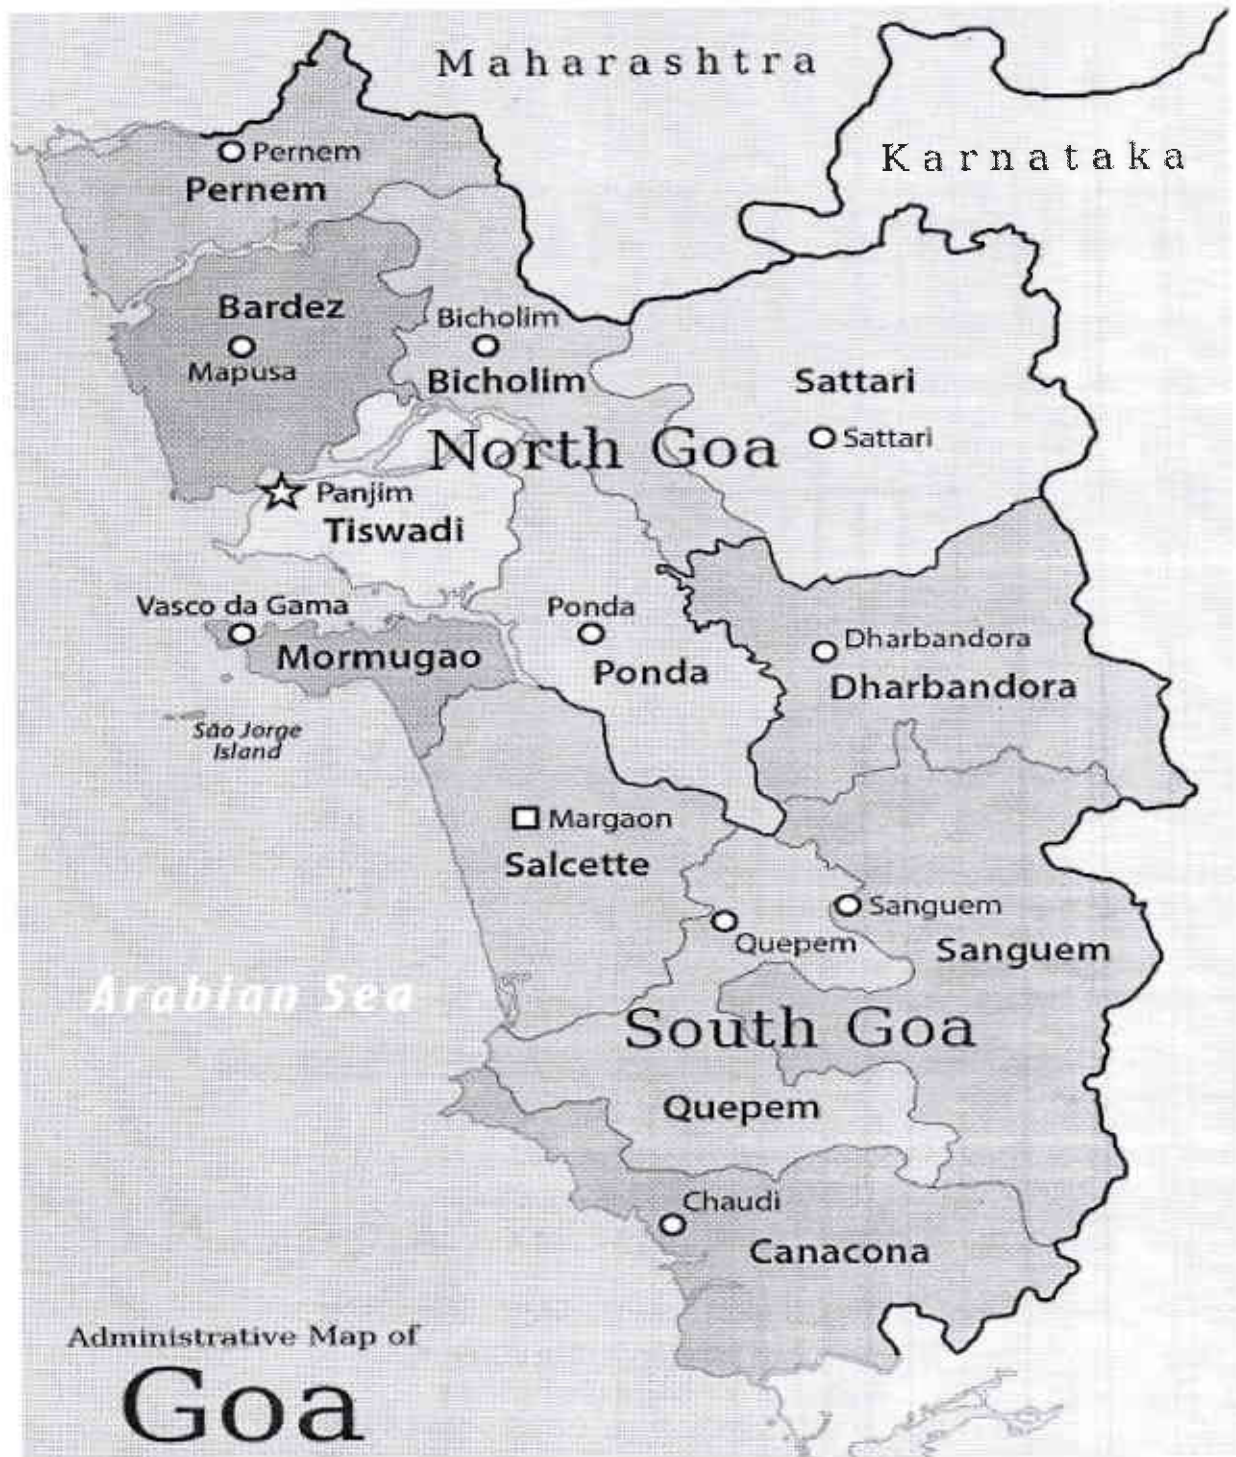 Maharashtra
Karnataka
Pernem
Pernem
Bardez
Mapusa
Bicholim
Bicholim
Sattari
Sattari
North Goa
Panjim
Tiswadi
Vasco da Gama
Mormugao
Ponda
Ponda
Dharbandora
Dharbandora
São Jorge
Island
Margaon
Salcette
Sanguem
Sanguem
Quepem
Arabian Sea
South Goa
Quepem
Chaudi
Canacona
Administrative Map of
Goa